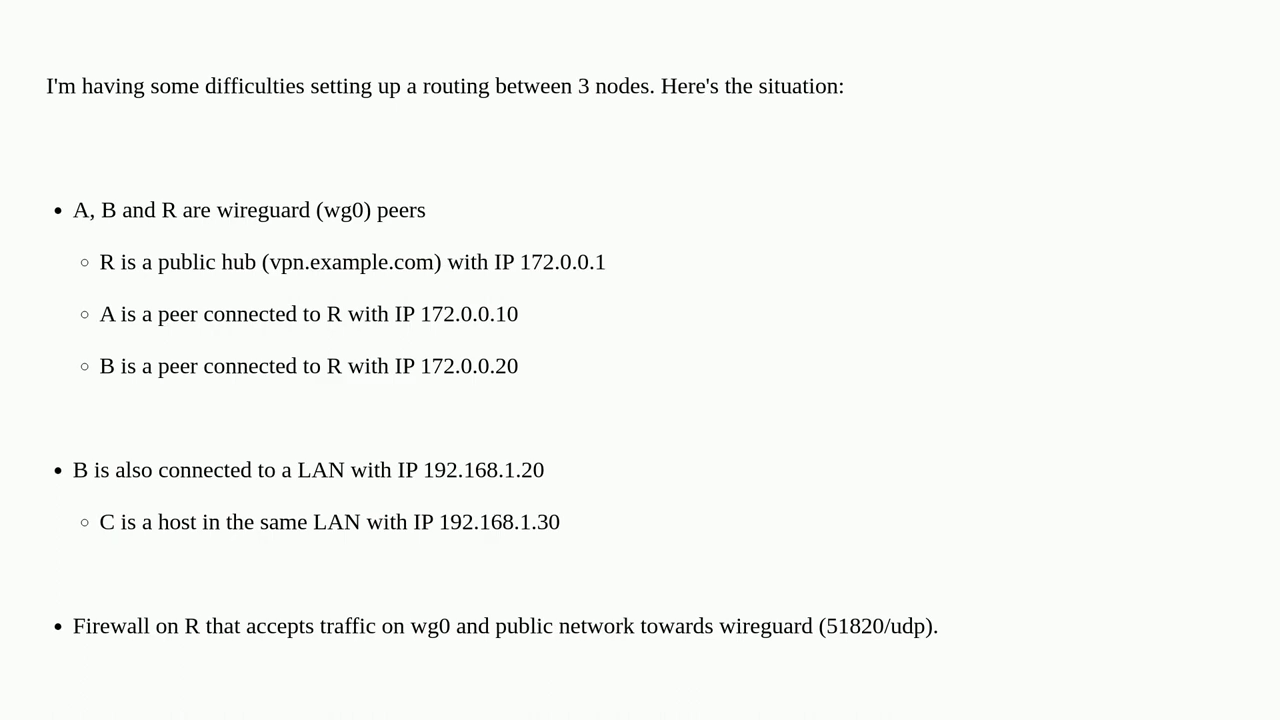 I'm having some difficulties setting up a routing between 3 nodes. Here's the situation:
• A, B and R are wireguard (wg0) peers
◦ R is a public hub (vpn.example.com) with IP 172.0.0.1
◦ A is a peer connected to R with IP 172.0.0.10
◦ B is a peer connected to R with IP 172.0.0.20
• B is also connected to a LAN with IP 192.168.1.20
◦ C is a host in the same LAN with IP 192.168.1.30
• Firewall on R that accepts traffic on wg0 and public network towards wireguard (51820/udp).